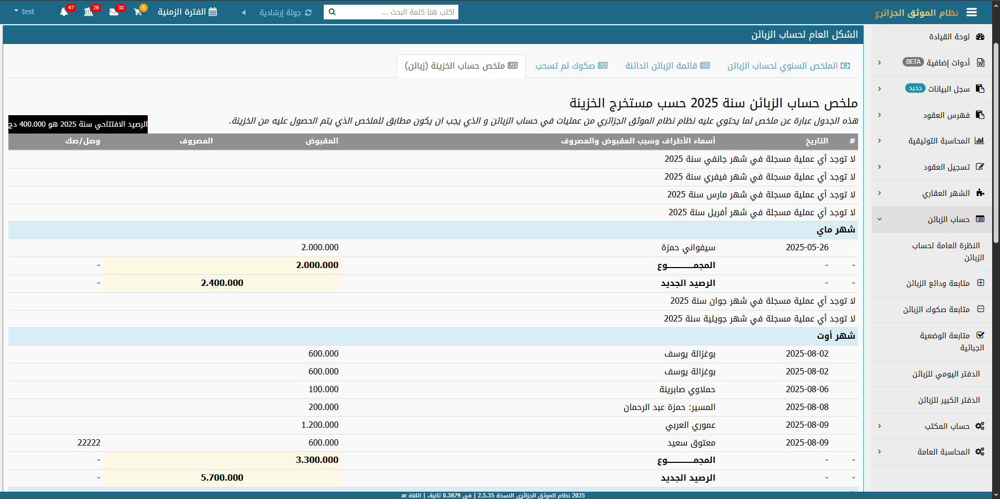 نظام الموثق الجزائري
اكتب هنا كلمة البحث ...
جولة إرشادية
الفترة الزمنية
5
30
28
47
test
لوحة القيادة
أدوات إضافية BETA
سجل البيانات جديد
فهرس العقود
المحاسبة التوثيقية
تسجيل العقود
الشهر العقاري
حساب الزبائن
النظرة العامة لحساب
الزبائن
متابعة ودائع الزبائن
متابعة صكوك الزبائن
متابعة الوضعية
الجبائية
الدفتر اليومي للزبائن
الدفتر الكبير للزبائن
حساب المكتب
المحاسبة العامة
الشكل العام لحساب الزبائن
الملخص السنوي لحساب الزبائن
قائمة الزبائن الدائنة
صكوك لم تسحب
ملخص حساب الخزينة (زبائن)
ملخص حساب الزبائن سنة 2025 حسب مستخرج الخزينة
هذه الجدول عبارة عن ملخص لما يحتوي عليه نظام نظام الموثق الجزائري من عمليات في حساب الزبائن و الذي يجب ان يكون مطابق للملخص الذي يتم الحصول عليه من الخزينة.
الرصيد الافتتاحي سنة 2025 هو 400.000 دج
# التاريخ أسماء الأطراف وسبب المقبوض والمصروف المقبوض المصروف وصل/صك
لا توجد أي عملية مسجلة في شهر جانفي سنة 2025
لا توجد أي عملية مسجلة في شهر فيفري سنة 2025
لا توجد أي عملية مسجلة في شهر مارس سنة 2025
لا توجد أي عملية مسجلة في شهر أفريل سنة 2025
شهر ماي
2025-05-26 سيفواني حمزة 2.000.000
- - المجمـــــــــــوع 2.000.000 -
- - الرصيد الجديد 2.400.000 -
لا توجد أي عملية مسجلة في شهر جوان سنة 2025
لا توجد أي عملية مسجلة في شهر جويلية سنة 2025
شهر أوت
2025-08-02 بوغزالة يوسف 600.000
2025-08-02 بوغزالة يوسف 600.000
2025-08-06 حملاوي صابرينة 100.000
2025-08-08 المسير: حمزة عبد الرحمان 200.000
2025-08-09 عموري العربي 1.200.000
2025-08-09 معتوق سعيد 600.000 22222
- - المجمـــــــــــوع 3.300.000 -
- - الرصيد الجديد 5.700.000 -
2025 نظام الموثق الجزائري النسخة 2.5.35 | في 0.3879 ثانية. | اللغة ar